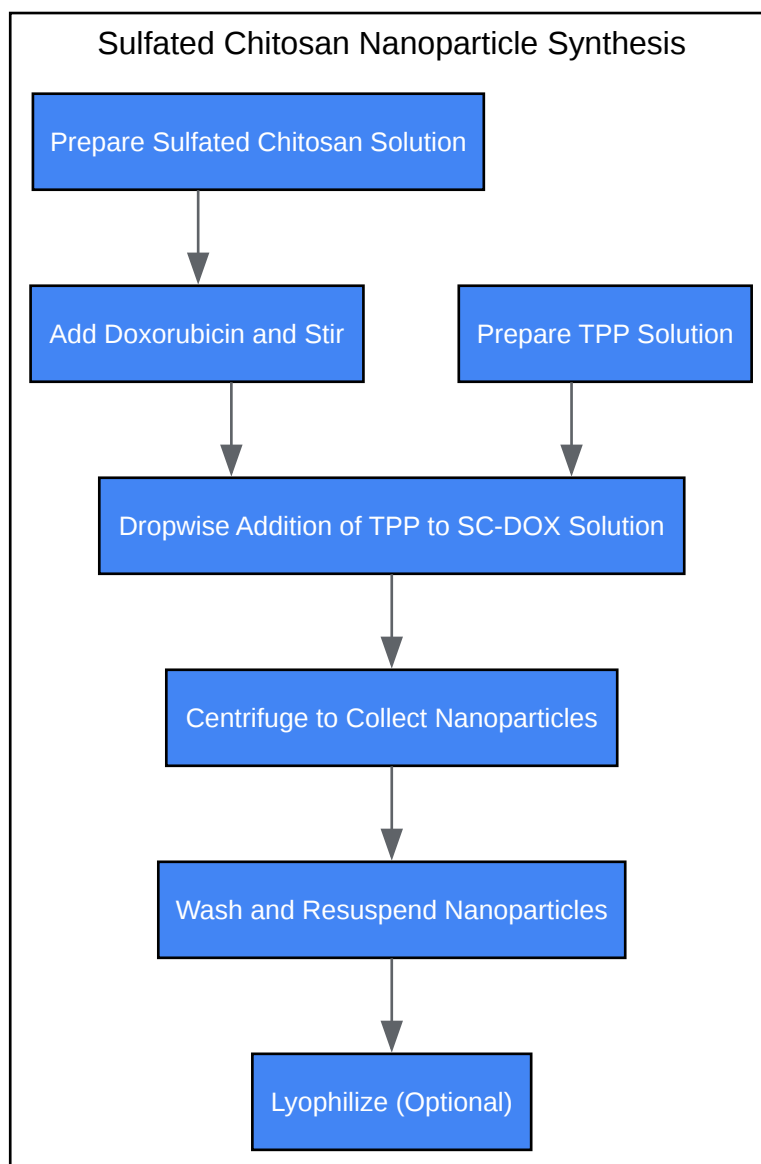 Sulfated Chitosan Nanoparticle Synthesis
Prepare Sulfated Chitosan Solution
Add Doxorubicin and Stir
Prepare TPP Solution
Dropwise Addition of TPP to SC-DOX Solution
Centrifuge to Collect Nanoparticles
Wash and Resuspend Nanoparticles
Lyophilize (Optional)